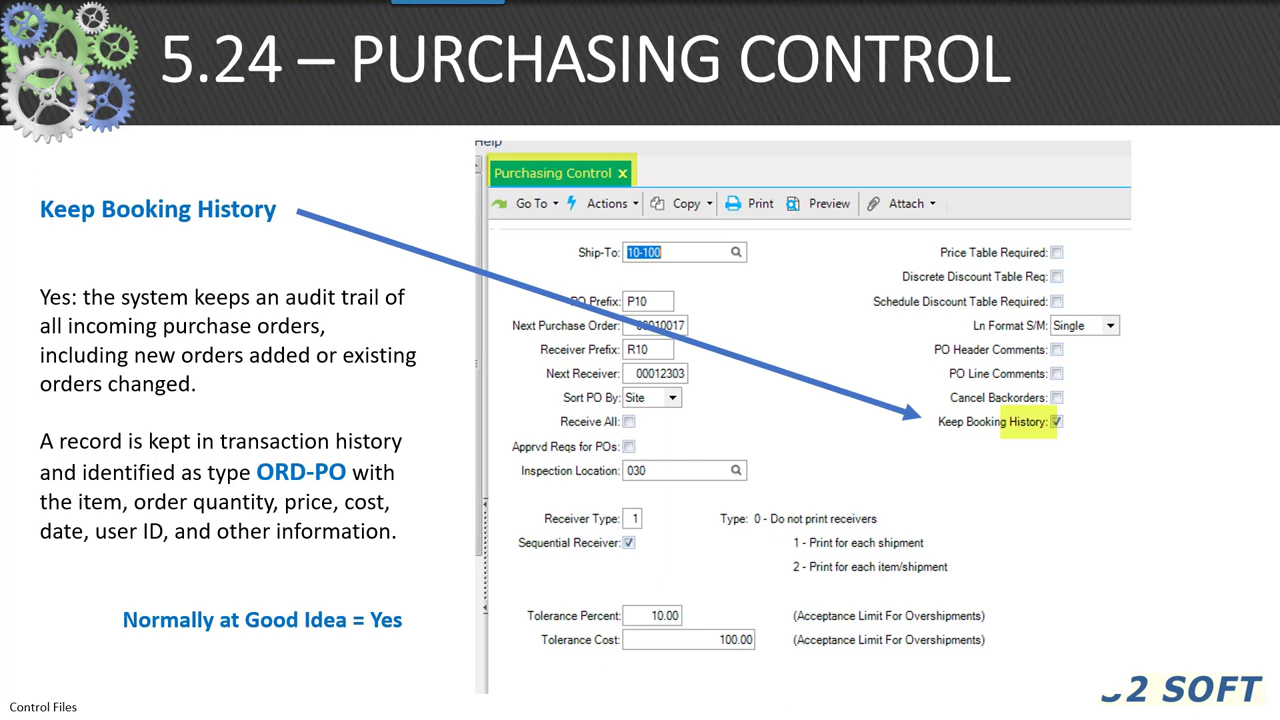 5.24 – PURCHASING CONTROL
Keep Booking History
Yes: the system keeps an audit trail of
all incoming purchase orders,
including new orders added or existing
orders changed.
A record is kept in transaction history
and identified as type ORD-PO with
the item, order quantity, price, cost,
date, user ID, and other information.
Normally at Good Idea = Yes
Help
Purchasing Control x
Go To Actions Copy Print Preview Attach
Ship-To: 10-100 Price Table Required:
Discrete Discount Table Req:
PO Prefix: P10 Schedule Discount Table Required:
Next Purchase Order: 00010017 Ln Format S/M: Single
Receiver Prefix: R10 PO Header Comments:
Next Receiver: 00012303 PO Line Comments:
Sort PO By: Site Cancel Backorders:
Receive All: Keep Booking History:
Apprvd Reqs for POs:
Inspection Location: 030
Receiver Type: 1 Type: 0 - Do not print receivers
Sequential Receiver: 1 - Print for each shipment
2 - Print for each item/shipment
Tolerance Percent: 10.00 (Acceptance Limit For Overshipments)
Tolerance Cost: 100.00 (Acceptance Limit For Overshipments)
32 SOFT
Control Files